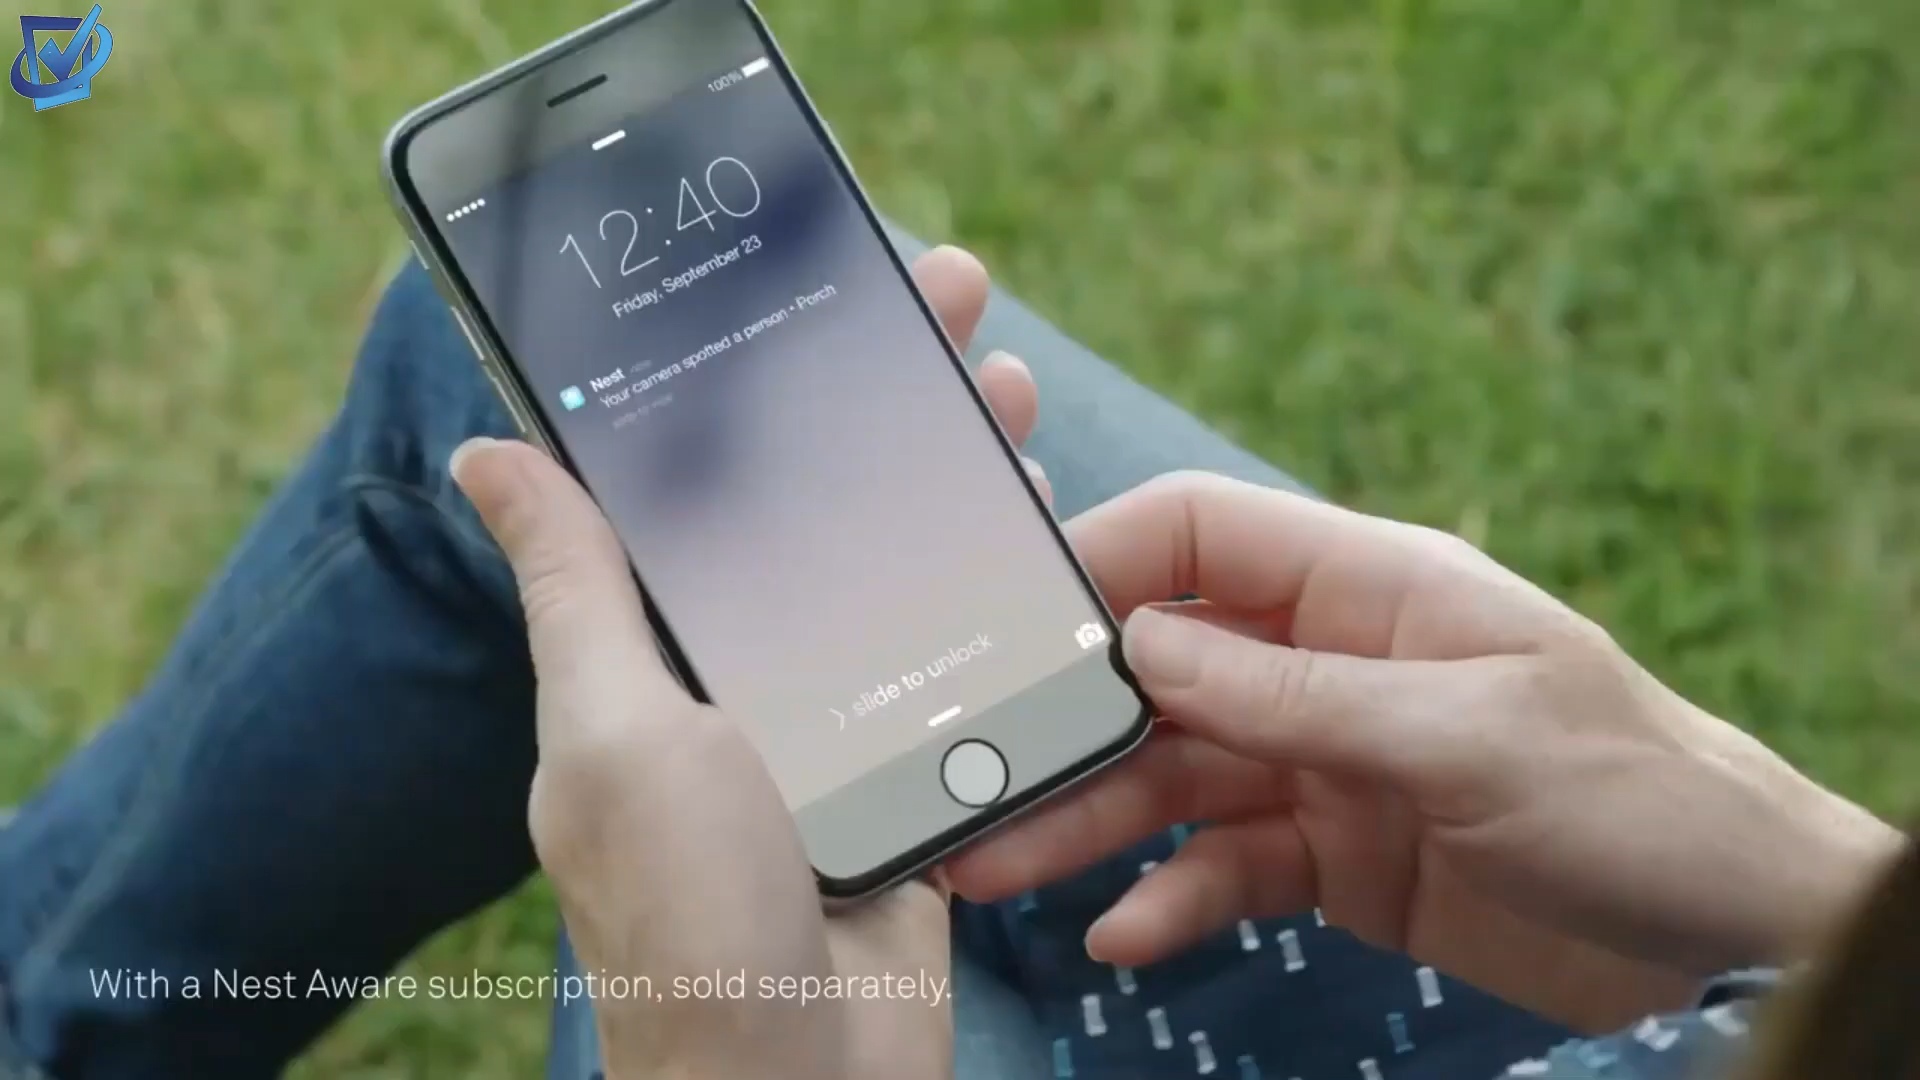 100%
12:40
Friday, September 23
Nest now
Your camera spotted a person • Porch
slide to unlock
With a Nest Aware subscription, sold separately.